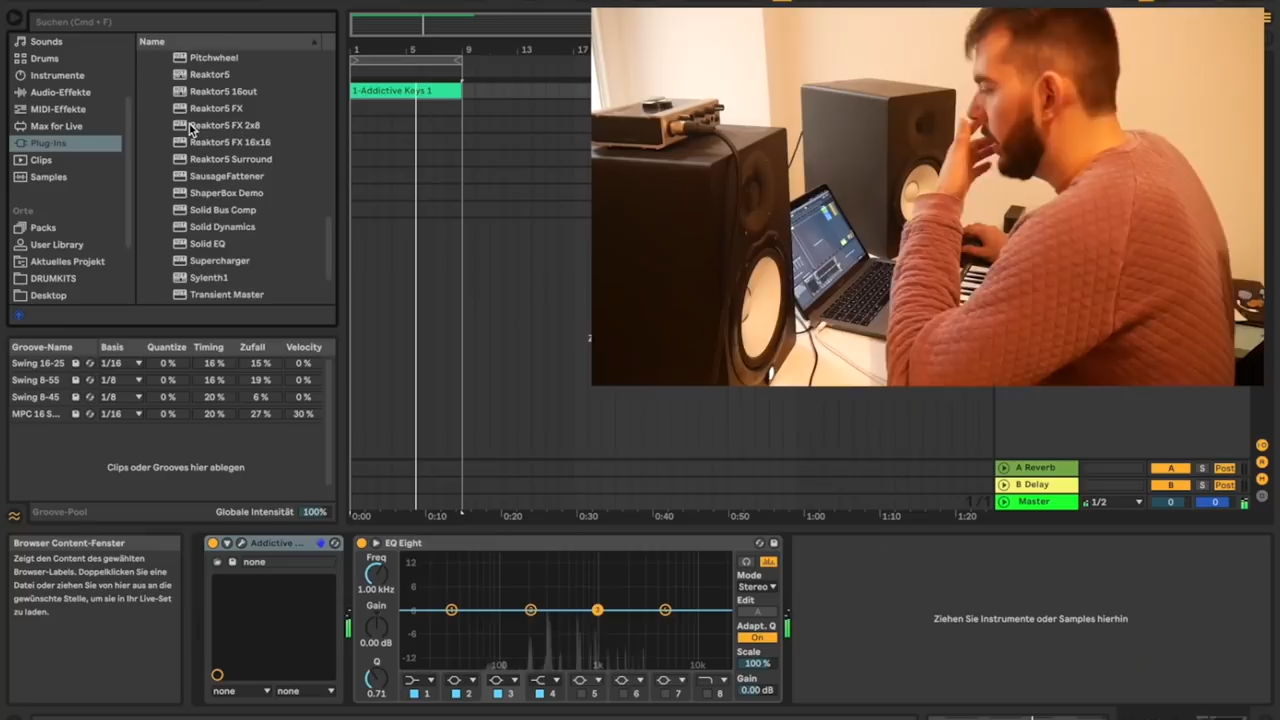 Suchen (Cmd + F)
Sounds
Drums
Instrumente
Audio-Effekte
MIDI-Effekte
Max for Live
Plug-Ins
Clips
Samples
Orte
Packs
User Library
Aktuelles Projekt
DRUMKITS
Desktop
Name
Pitchwheel
Reaktor5
Reaktor5 16out
Reaktor5 FX
Reaktor5 FX 2x8
Reaktor5 FX 16x16
Reaktor5 Surround
SausageFattener
ShaperBox Demo
Solid Bus Comp
Solid Dynamics
Solid EQ
Supercharger
Sylenth1
Transient Master
1 5 9 13 17
1-Addictive Keys 1
Groove-Name Basis Quantize Timing Zufall Velocity
Swing 16-25 1/16 0 % 16 % 15 % 0 %
Swing 8-55 1/8 0 % 16 % 19 % 0 %
Swing 8-45 1/8 0 % 20 % 6 % 0 %
MPC 16 S... 1/16 0 % 20 % 27 % 30 %
Clips oder Grooves hier ablegen
Groove-Pool Globale Intensität 100%
A Reverb A S Post
B Delay B S Post
1/1 Master 1/2 0 0
0:00 0:10 0:20 0:30 0:40 0:50 1:00 1:10 1:20
Browser Content-Fenster
Zeigt den Content des gewählten
Browser-Labels. Doppelklicken Sie eine
Datei oder ziehen Sie von hier aus an die
gewünschte Stelle, um sie in Ihr Live-Set
zu laden.
Addictive ...
none
none none
EQ Eight
Freq
1.00 kHz
Gain
0.00 dB
Q
0.71
12
6
0
-6
-12
100 1k 10k
1 2 3 4 5 6 7 8
Mode
Stereo
Edit
A
Adapt. Q
On
Scale
100 %
Gain
0.00 dB
Ziehen Sie Instrumente oder Samples hierhin